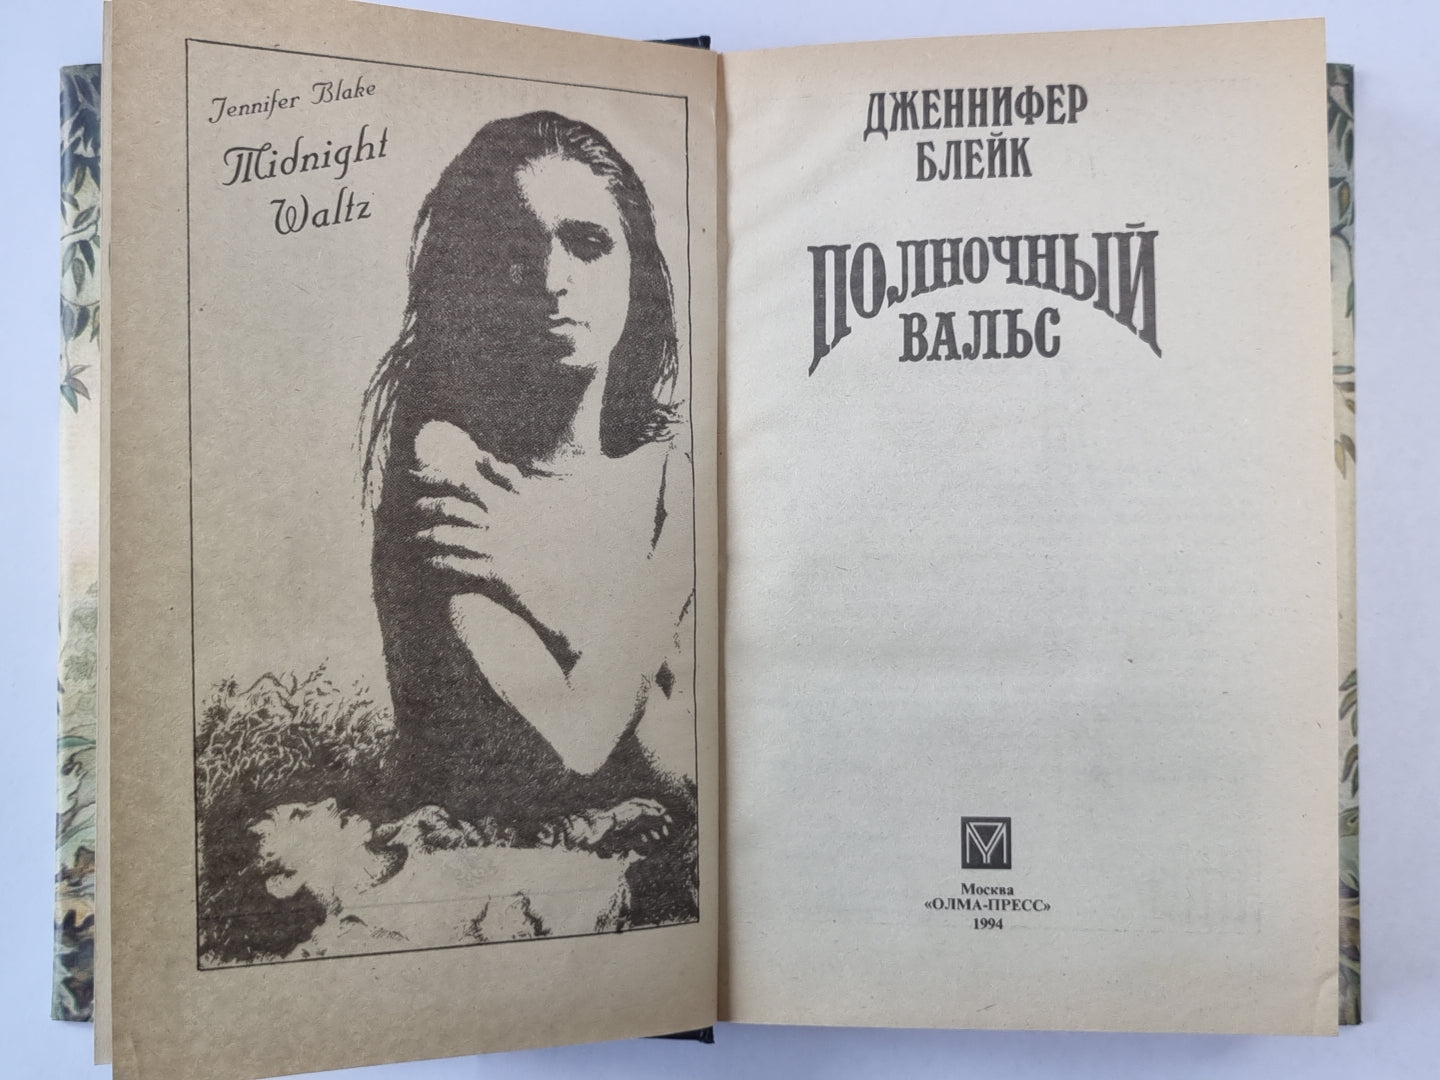 Jennifer Blake
Midnight
Waltz
ДЖЕННИФЕР
БЛЕЙК
ПОЛНОЧНЫЙ
ВАЛЬС
Москва
«ОЛМА-ПРЕСС»
1994